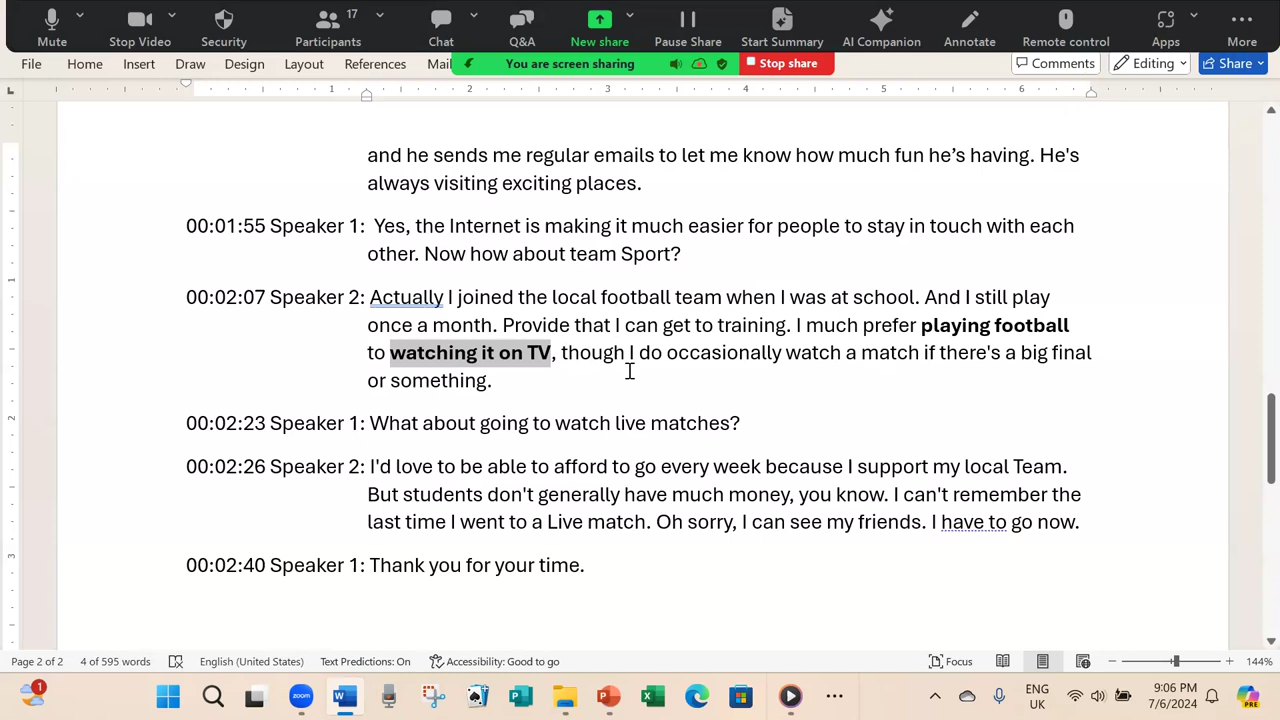 17
Mute Stop Video Security Participants Chat Q&A New share Pause Share Start Summary AI Companion Annotate Remote control Apps More
File Home Insert Draw Design Layout References Mail You are screen sharing Stop share Comments Editing Share
1 1 2 3 4 5 6
and he sends me regular emails to let me know how much fun he’s having. He's
always visiting exciting places.
00:01:55 Speaker 1: Yes, the Internet is making it much easier for people to stay in touch with each
other. Now how about team Sport?
00:02:07 Speaker 2: Actually I joined the local football team when I was at school. And I still play
once a month. Provide that I can get to training. I much prefer playing football
to watching it on TV, though I do occasionally watch a match if there's a big final
or something.
00:02:23 Speaker 1: What about going to watch live matches?
00:02:26 Speaker 2: I'd love to be able to afford to go every week because I support my local Team.
But students don't generally have much money, you know. I can't remember the
last time I went to a Live match. Oh sorry, I can see my friends. I have to go now.
00:02:40 Speaker 1: Thank you for your time.
Page 2 of 2 4 of 595 words English (United States) Text Predictions: On Accessibility: Good to go Focus 144%
1 zoom ENG 9:06 PM
UK 7/6/2024 PRE